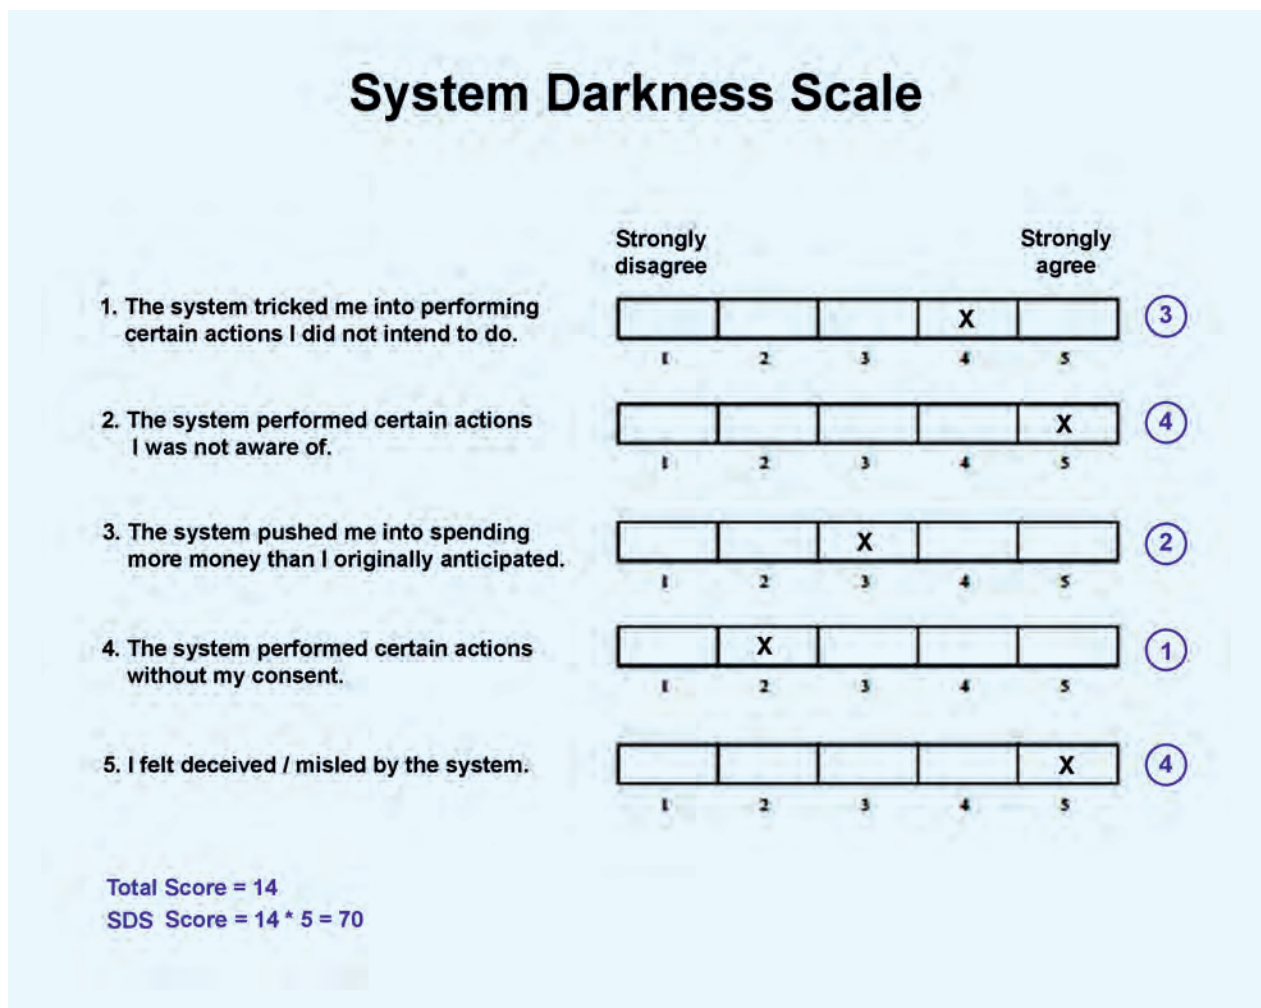 System Darkness Scale
Strongly disagree
Strongly agree
1. The system tricked me into performing
certain actions I did not intend to do.
X
3
1 2 3 4 5
2. The system performed certain actions
I was not aware of.
X
4
1 2 3 4 5
3. The system pushed me into spending
more money than I originally anticipated.
X
2
1 2 3 4 5
4. The system performed certain actions
without my consent.
X
1
1 2 3 4 5
5. I felt deceived / misled by the system.
X
4
1 2 3 4 5
Total Score = 14
SDS Score = 14 * 5 = 70